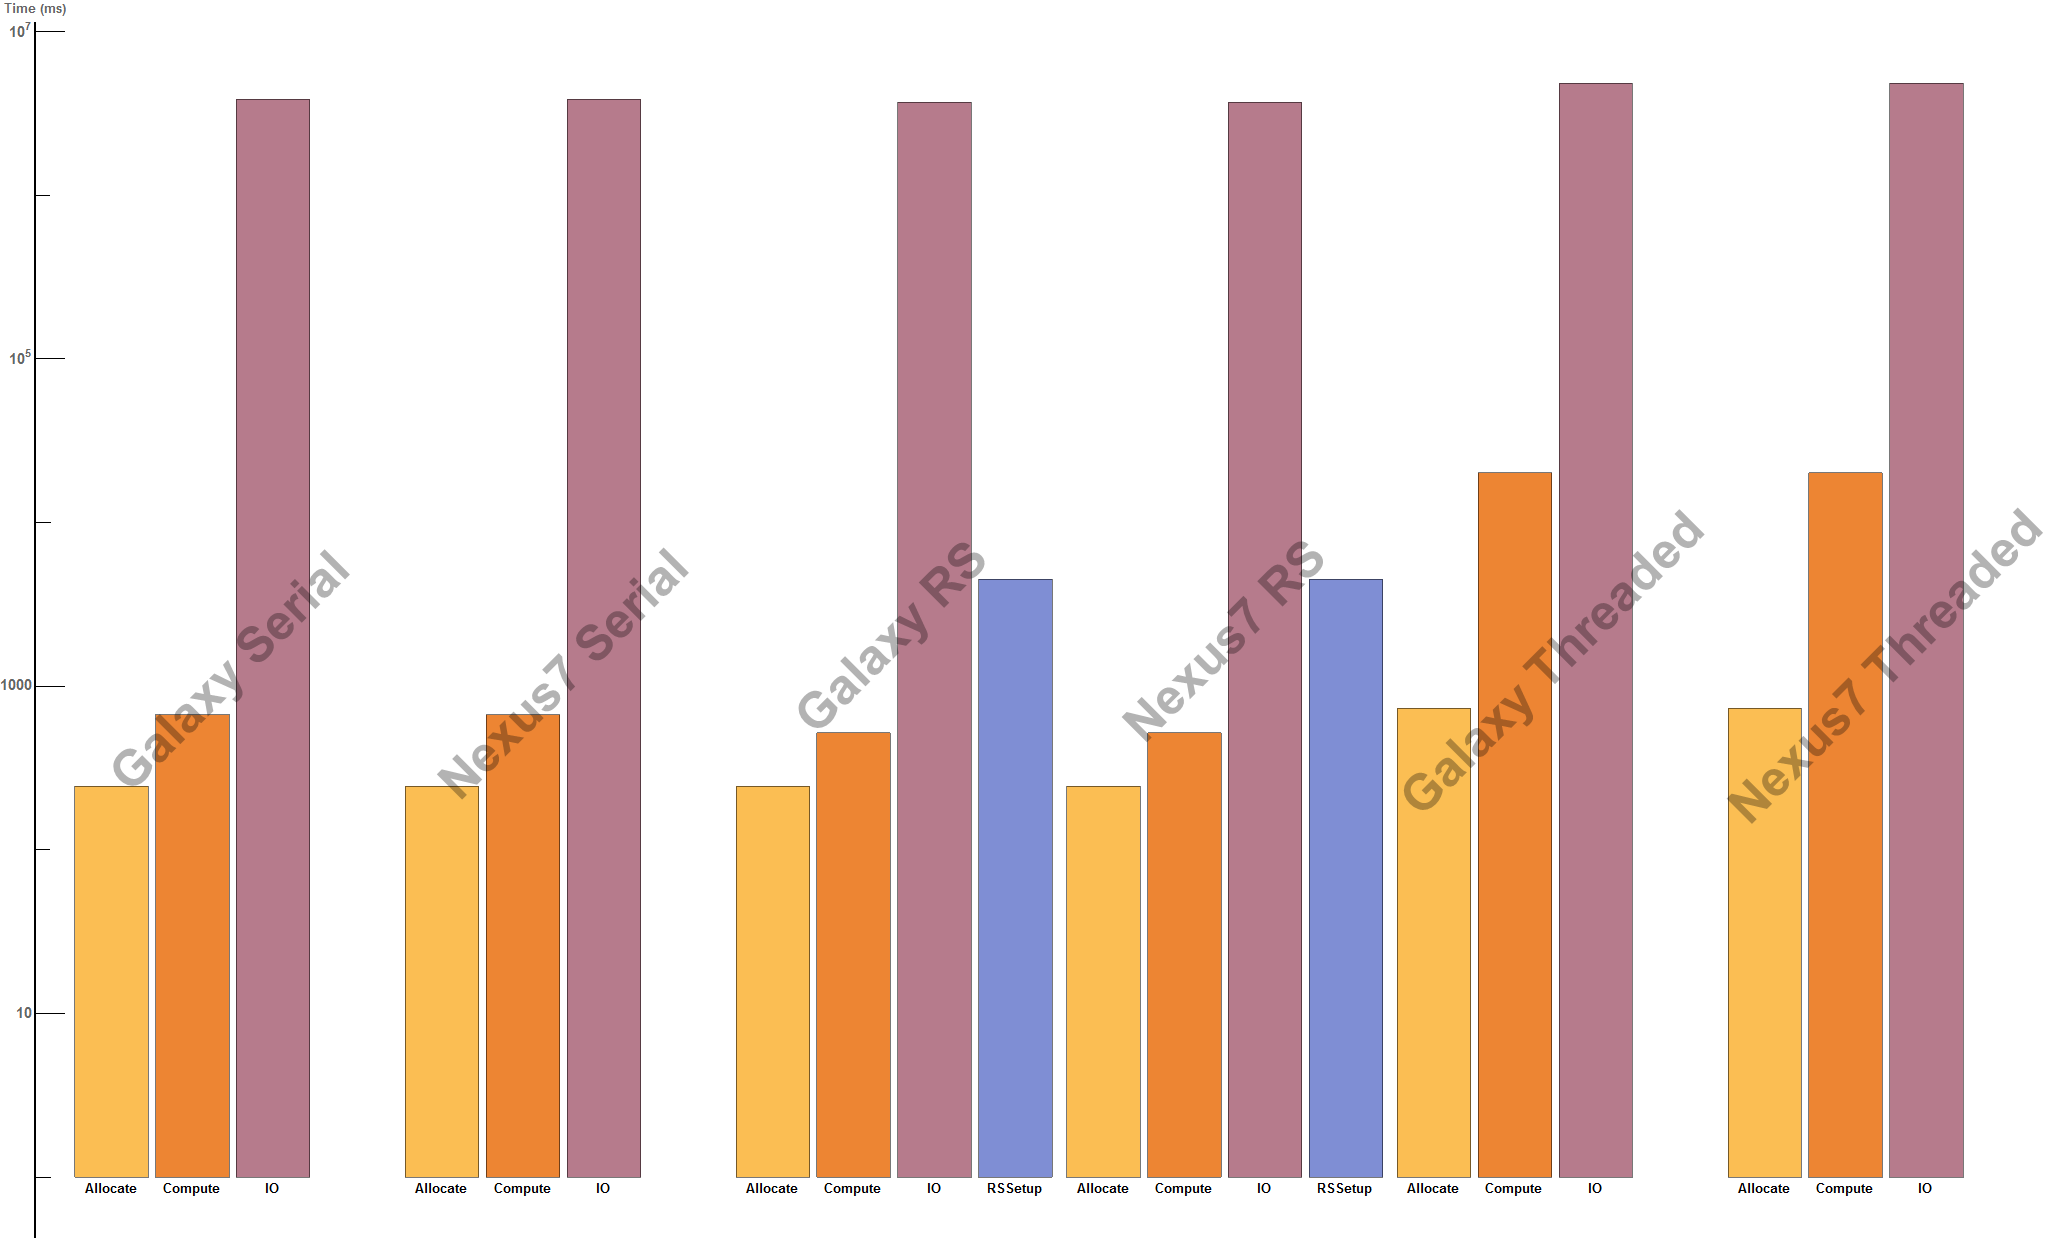 Time (ms)
10⁷
10⁵
1000
10
Galaxy Serial
Nexus7 Serial
Galaxy RS
Nexus7 RS
Galaxy Threaded
Nexus7 Threaded
Allocate Compute IO Allocate Compute IO Allocate Compute IO RSSetup Allocate Compute IO RSSetup Allocate Compute IO Allocate Compute IO